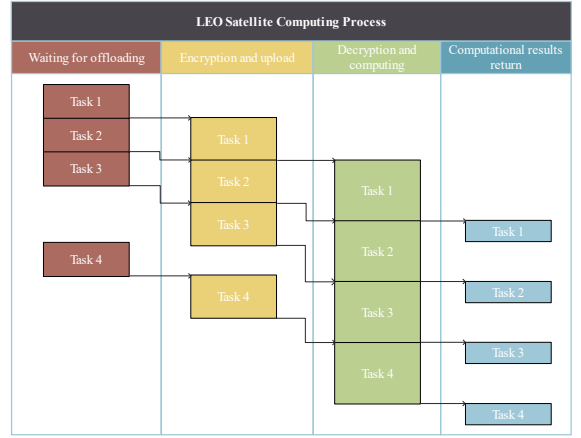 LEO Satellite Computing Process
Waiting for offloading
Encryption and upload
Decryption and
computing
Computational results
return
Task 1
Task 2
Task 3
Task 4
Task 1
Task 2
Task 3
Task 4
Task 1
Task 2
Task 3
Task 4
Task 1
Task 2
Task 3
Task 4